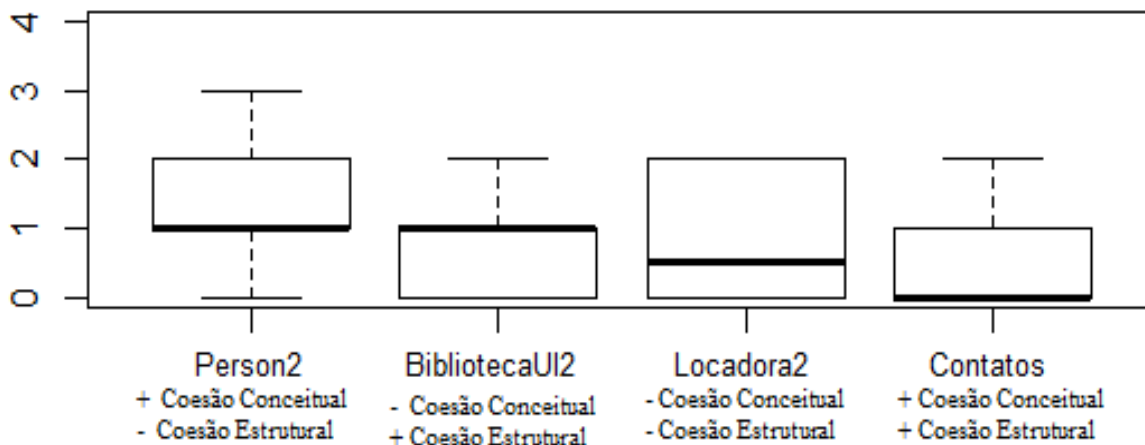 4
3
2
1
0
Person2 BibliotecaUI2 Locadora2 Contatos
+ Coesão Conceitual - Coesão Conceitual - Coesão Conceitual + Coesão Conceitual
- Coesão Estrutural + Coesão Estrutural - Coesão Estrutural + Coesão Estrutural